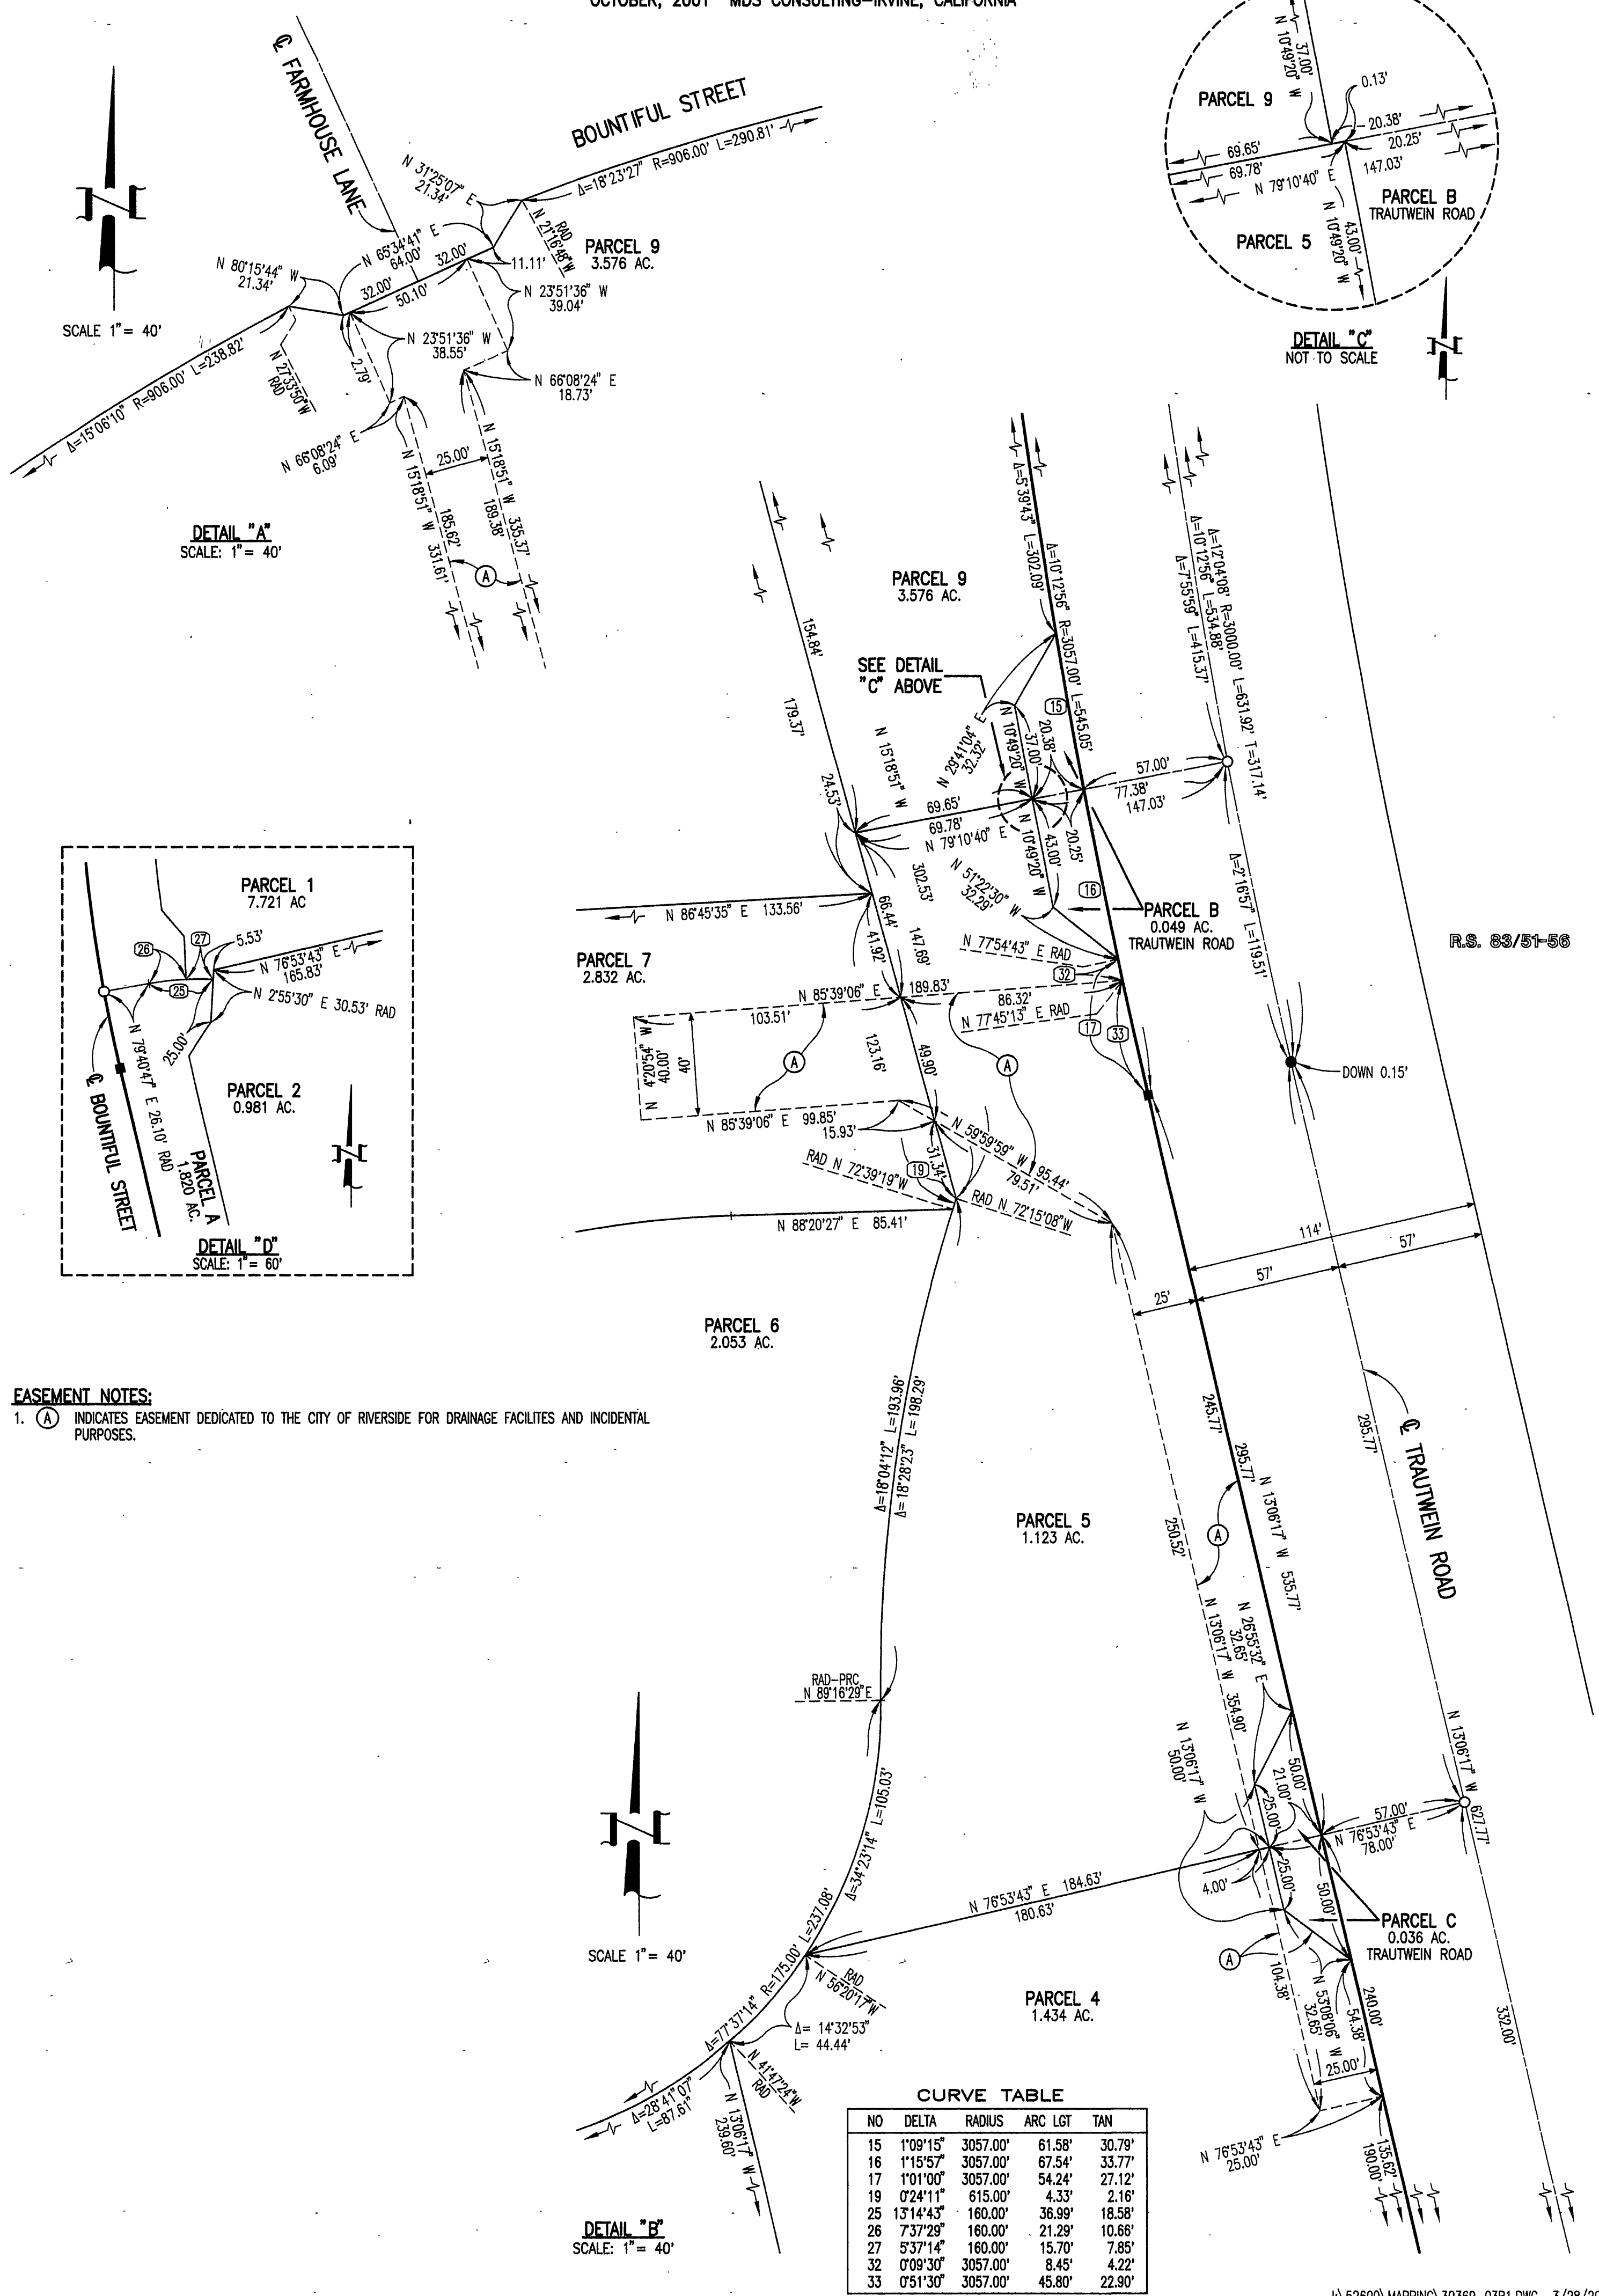 OCTOBER, 2001 MDS CONSULTING-IRVINE, CALIFORNIA
SCALE 1"= 40'
℄ FARMHOUSE LANE
BOUNTIFUL STREET
Δ=18°23'27" R=906.00' L=290.81'
N 31°25'07" E
21.34'
RAD
N 21°16'48"W
PARCEL 9
3.576 AC.
N 65°34'41" E
64.00'
32.00'
32.00'
50.10'
11.11'
N 80°15'44" W
21.34'
N 23°51'36" W
39.04'
N 23°51'36" W
38.55'
2.79'
N 27°33'50"W
RAD
N 66°08'24" E
18.73'
Δ=15°06'10" R=906.00' L=238.82'
N 66°08'24" E
6.09'
N 15°18'51" W 331.61'
185.62'
25.00'
N 15°18'51" W 335.37'
189.38'
A
DETAIL "A"
SCALE: 1"= 40'
N 10°49'20" W
37.00'
0.13'
PARCEL 9
20.38'
20.25'
147.03'
69.65'
69.78'
N 79°10'40" E
PARCEL B
TRAUTWEIN ROAD
PARCEL 5
N 10°49'20" W
43.00'
DETAIL "C"
NOT TO SCALE
Δ=5°39'43" L=302.09'
Δ=10°12'56" R=3057.00' L=545.05'
Δ=12°04'08" R=3000.00' L=631.92' T=317.14'
Δ=10°12'56" L=534.88'
Δ=7°55'59" L=415.37'
PARCEL 9
3.576 AC.
154.84'
179.37'
SEE DETAIL
"C" ABOVE
15
N 29°41'04" E
32.32'
N 10°49'20" W
37.00'
20.38'
N 15°18'51" W
24.53'
57.00'
77.38'
147.03'
69.65'
69.78'
N 79°10'40" E
N 10°49'20" W
43.00'
20.25'
302.53'
N 51°22'30" W
32.29'
16
Δ=2°16'57" L=119.51'
N 86°45'35" E 133.56'
66.44'
41.92'
147.69'
PARCEL B
0.049 AC.
TRAUTWEIN ROAD
R.S. 83/51-56
PARCEL 7
2.832 AC.
N 77°54'43" E RAD
32
N 85°39'06" E
189.83'
103.51'
86.32'
N 77°45'13" E RAD
17
33
N 4°20'54" W
40.00'
40'
A
123.16'
49.90'
A
DOWN 0.15'
N 85°39'06" E 99.85'
15.93'
N 59°59'59" W 95.44'
79.51'
31.34'
19
RAD N 72°39'19"W
RAD N 72°15'08"W
N 88°20'27" E 85.41'
114'
57'
57'
25'
PARCEL 1
7.721 AC
26
27
5.53'
N 76°53'43" E
165.83'
25
N 2°55'30" E 30.53' RAD
25.00'
N 79°40'47" E 26.10' RAD
PARCEL 2
0.981 AC.
℄ BOUNTIFUL STREET
PARCEL A
1.820 AC.
DETAIL "D"
SCALE: 1"= 60'
PARCEL 6
2.053 AC.
EASEMENT NOTES:
1. A INDICATES EASEMENT DEDICATED TO THE CITY OF RIVERSIDE FOR DRAINAGE FACILITES AND INCIDENTAL
PURPOSES.
Δ=18°04'12" L=193.96'
Δ=18°28'23" L=198.29'
245.77'
295.77'
295.77'
℄ TRAUTWEIN ROAD
N 13°06'17" W 535.77'
PARCEL 5
1.123 AC.
A
250.52'
N 13°06'17" W 354.90'
N 26°55'32" E
32.65'
RAD-PRC
N 89°16'29"E
N 13°06'17" W 627.77'
N 13°06'17" W
50.00'
50.00'
21.00'
25.00'
57.00'
N 76°53'43" E
78.00'
Δ=34°23'14" L=105.03'
SCALE 1"= 40'
N 76°53'43" E 184.63'
180.63'
4.00'
25.00'
50.00'
PARCEL C
0.036 AC.
TRAUTWEIN ROAD
Δ=77°37'14" R=175.00' L=237.08'
RAD
N 56°20'17"W
A
104.38'
N 53°08'06" W
32.65'
54.38'
240.00'
PARCEL 4
1.434 AC.
Δ= 14°32'53"
L= 44.44'
332.00'
25.00'
N 41°47'24"W
RAD
Δ=28°41'07"
L=87.61'
N 13°06'17" W
239.60'
N 76°53'43" E
25.00'
135.62'
190.00'
DETAIL "B"
SCALE: 1"= 40'
CURVE TABLE
NO DELTA RADIUS ARC LGT TAN
15 1°09'15" 3057.00' 61.58' 30.79'
16 1°15'57" 3057.00' 67.54' 33.77'
17 1°01'00" 3057.00' 54.24' 27.12'
19 0°24'11" 615.00' 4.33' 2.16'
25 13°14'43" 160.00' 36.99' 18.58'
26 7°37'29" 160.00' 21.29' 10.66'
27 5°37'14" 160.00' 15.70' 7.85'
32 0°09'30" 3057.00' 8.45' 4.22'
33 0°51'30" 3057.00' 45.80' 22.90'